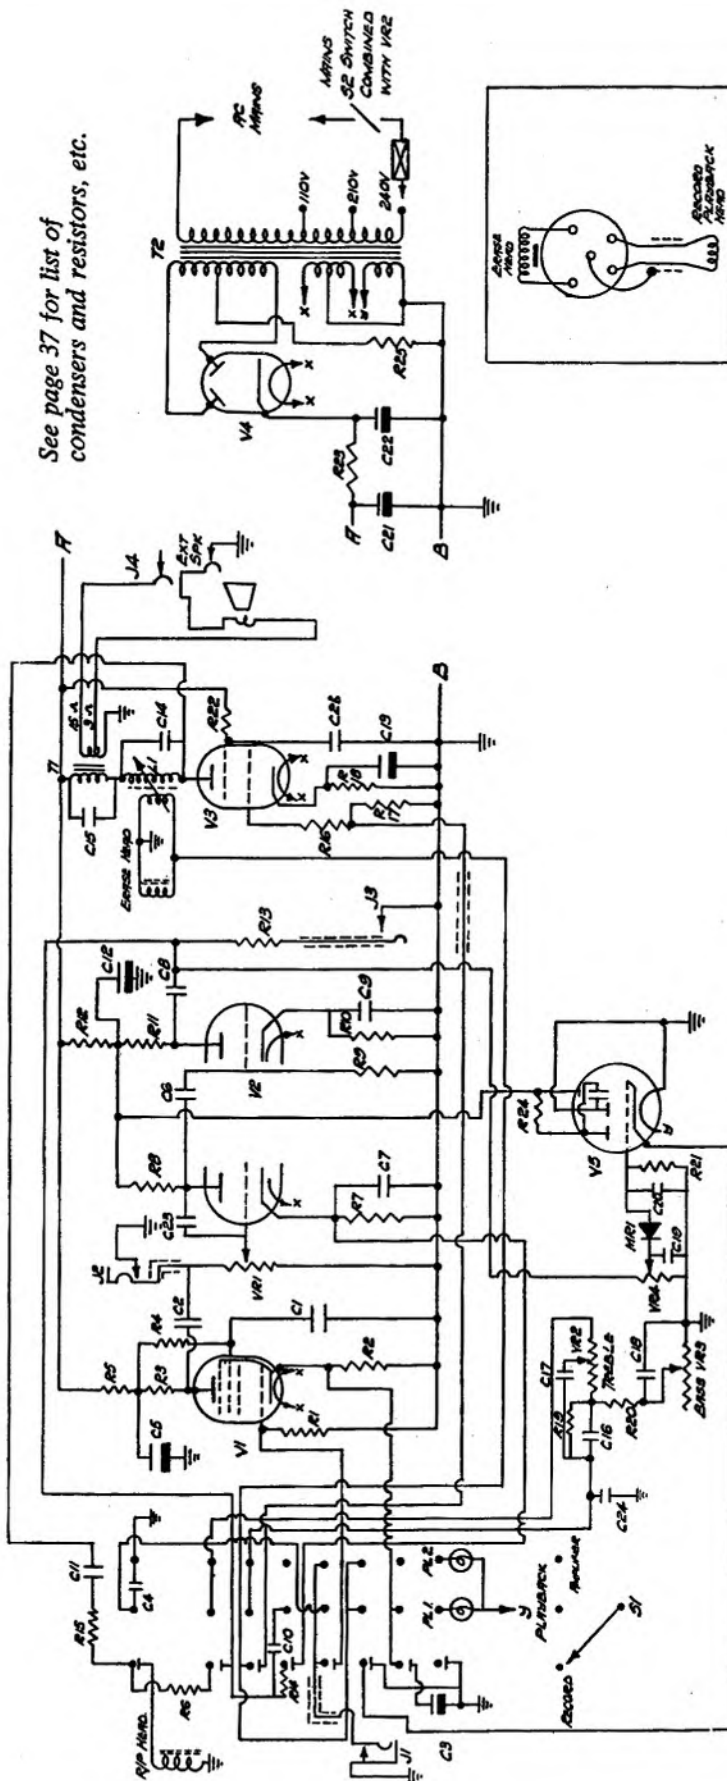 See page 37 for list of
condensers and resistors, etc.
T2
AC
MAINS
MAINS
S2 SWITCH
COMBINED
WITH VR2
110V
210V
240V
X
X
V4
X
X
R25
R23
C22
C21
A
B
ERASE
HEAD
RECORD
PLAYBACK
HEAD
A
J4
EXT
SPK
15 Ω
3 Ω
T1
C15
C14
L1
ERASE HEAD
R22
V3
X
X
C26
C13
R
18
R
17
R16
B
J3
R13
C12
R12
C8
R11
V2
X
C9
R10
R9
C6
R8
C23
X
C7
R7
J2
VR1
C2
R4
R5
R3
C5
V1
X
X
C1
R2
R1
C11
R15
C4
R/P HEAD
R6
C10
R14
J1
C3
PL1
PL2
Y
RECORD
PLAYBACK
S1
C24
C17
VR2
TREBLE
R19
C16
R20
C18
BASS VR3
VR4
C19
MR1
C20
R21
V5
R24